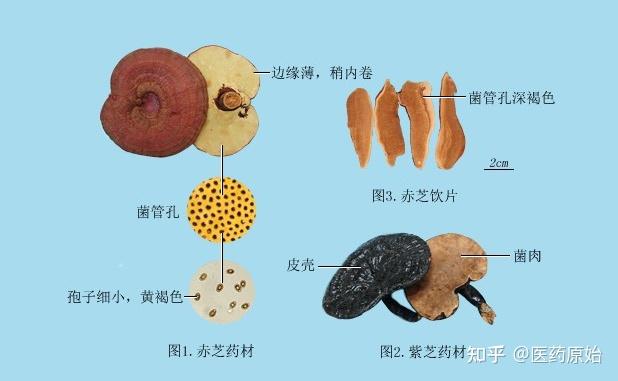 边缘薄，稍内卷
菌管孔
孢子细小，黄褐色
图1.赤芝药材
菌管孔深褐色
2cm
图3.赤芝饮片
皮壳
菌肉
图2.紫芝药材
知乎 @医药原始